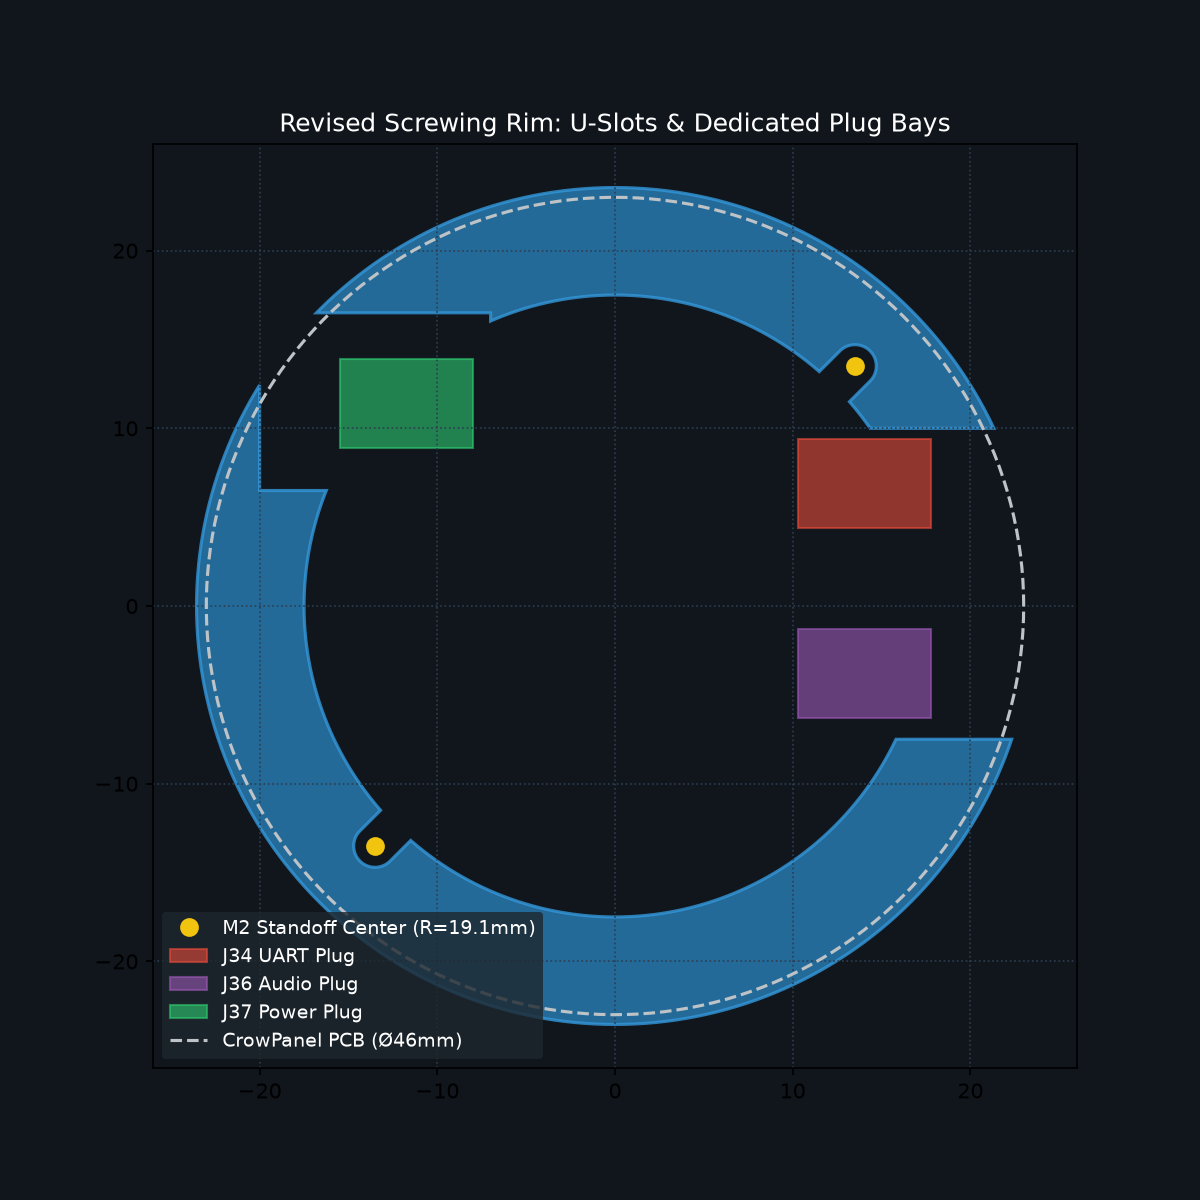 Revised Screwing Rim: U-Slots & Dedicated Plug Bays
20
10
0
−10
−20
−20
−10
0
10
20
M2 Standoff Center (R=19.1mm)
J34 UART Plug
J36 Audio Plug
J37 Power Plug
CrowPanel PCB (Ø46mm)